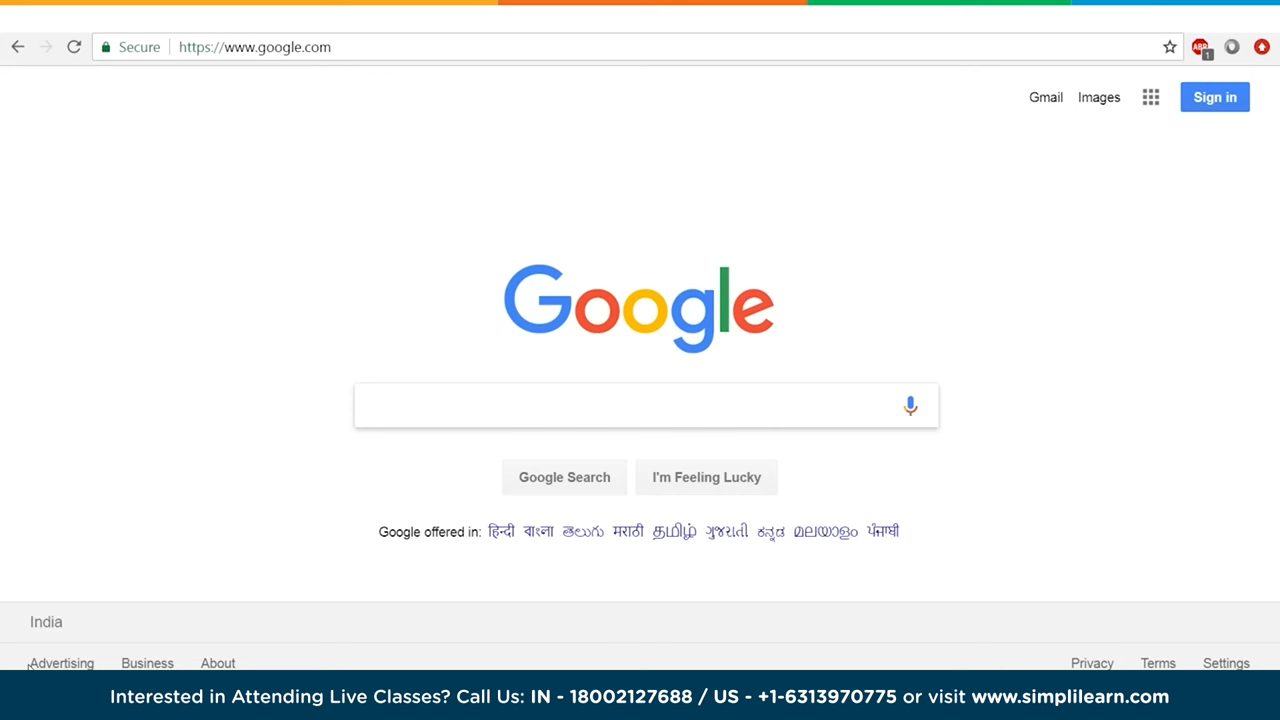 Secure https://www.google.com
ABP 1
Gmail Images Sign in
Google
Google Search I'm Feeling Lucky
Google offered in: हिन्दी বাংলা తెలుగు मराठी தமிழ் ગુજરાતી ಕನ್ನಡ മലയാളം ਪੰਜਾਬੀ
India
Advertising Business About Privacy Terms Settings
Interested in Attending Live Classes? Call Us: IN - 18002127688 / US - +1-6313970775 or visit www.simplilearn.com